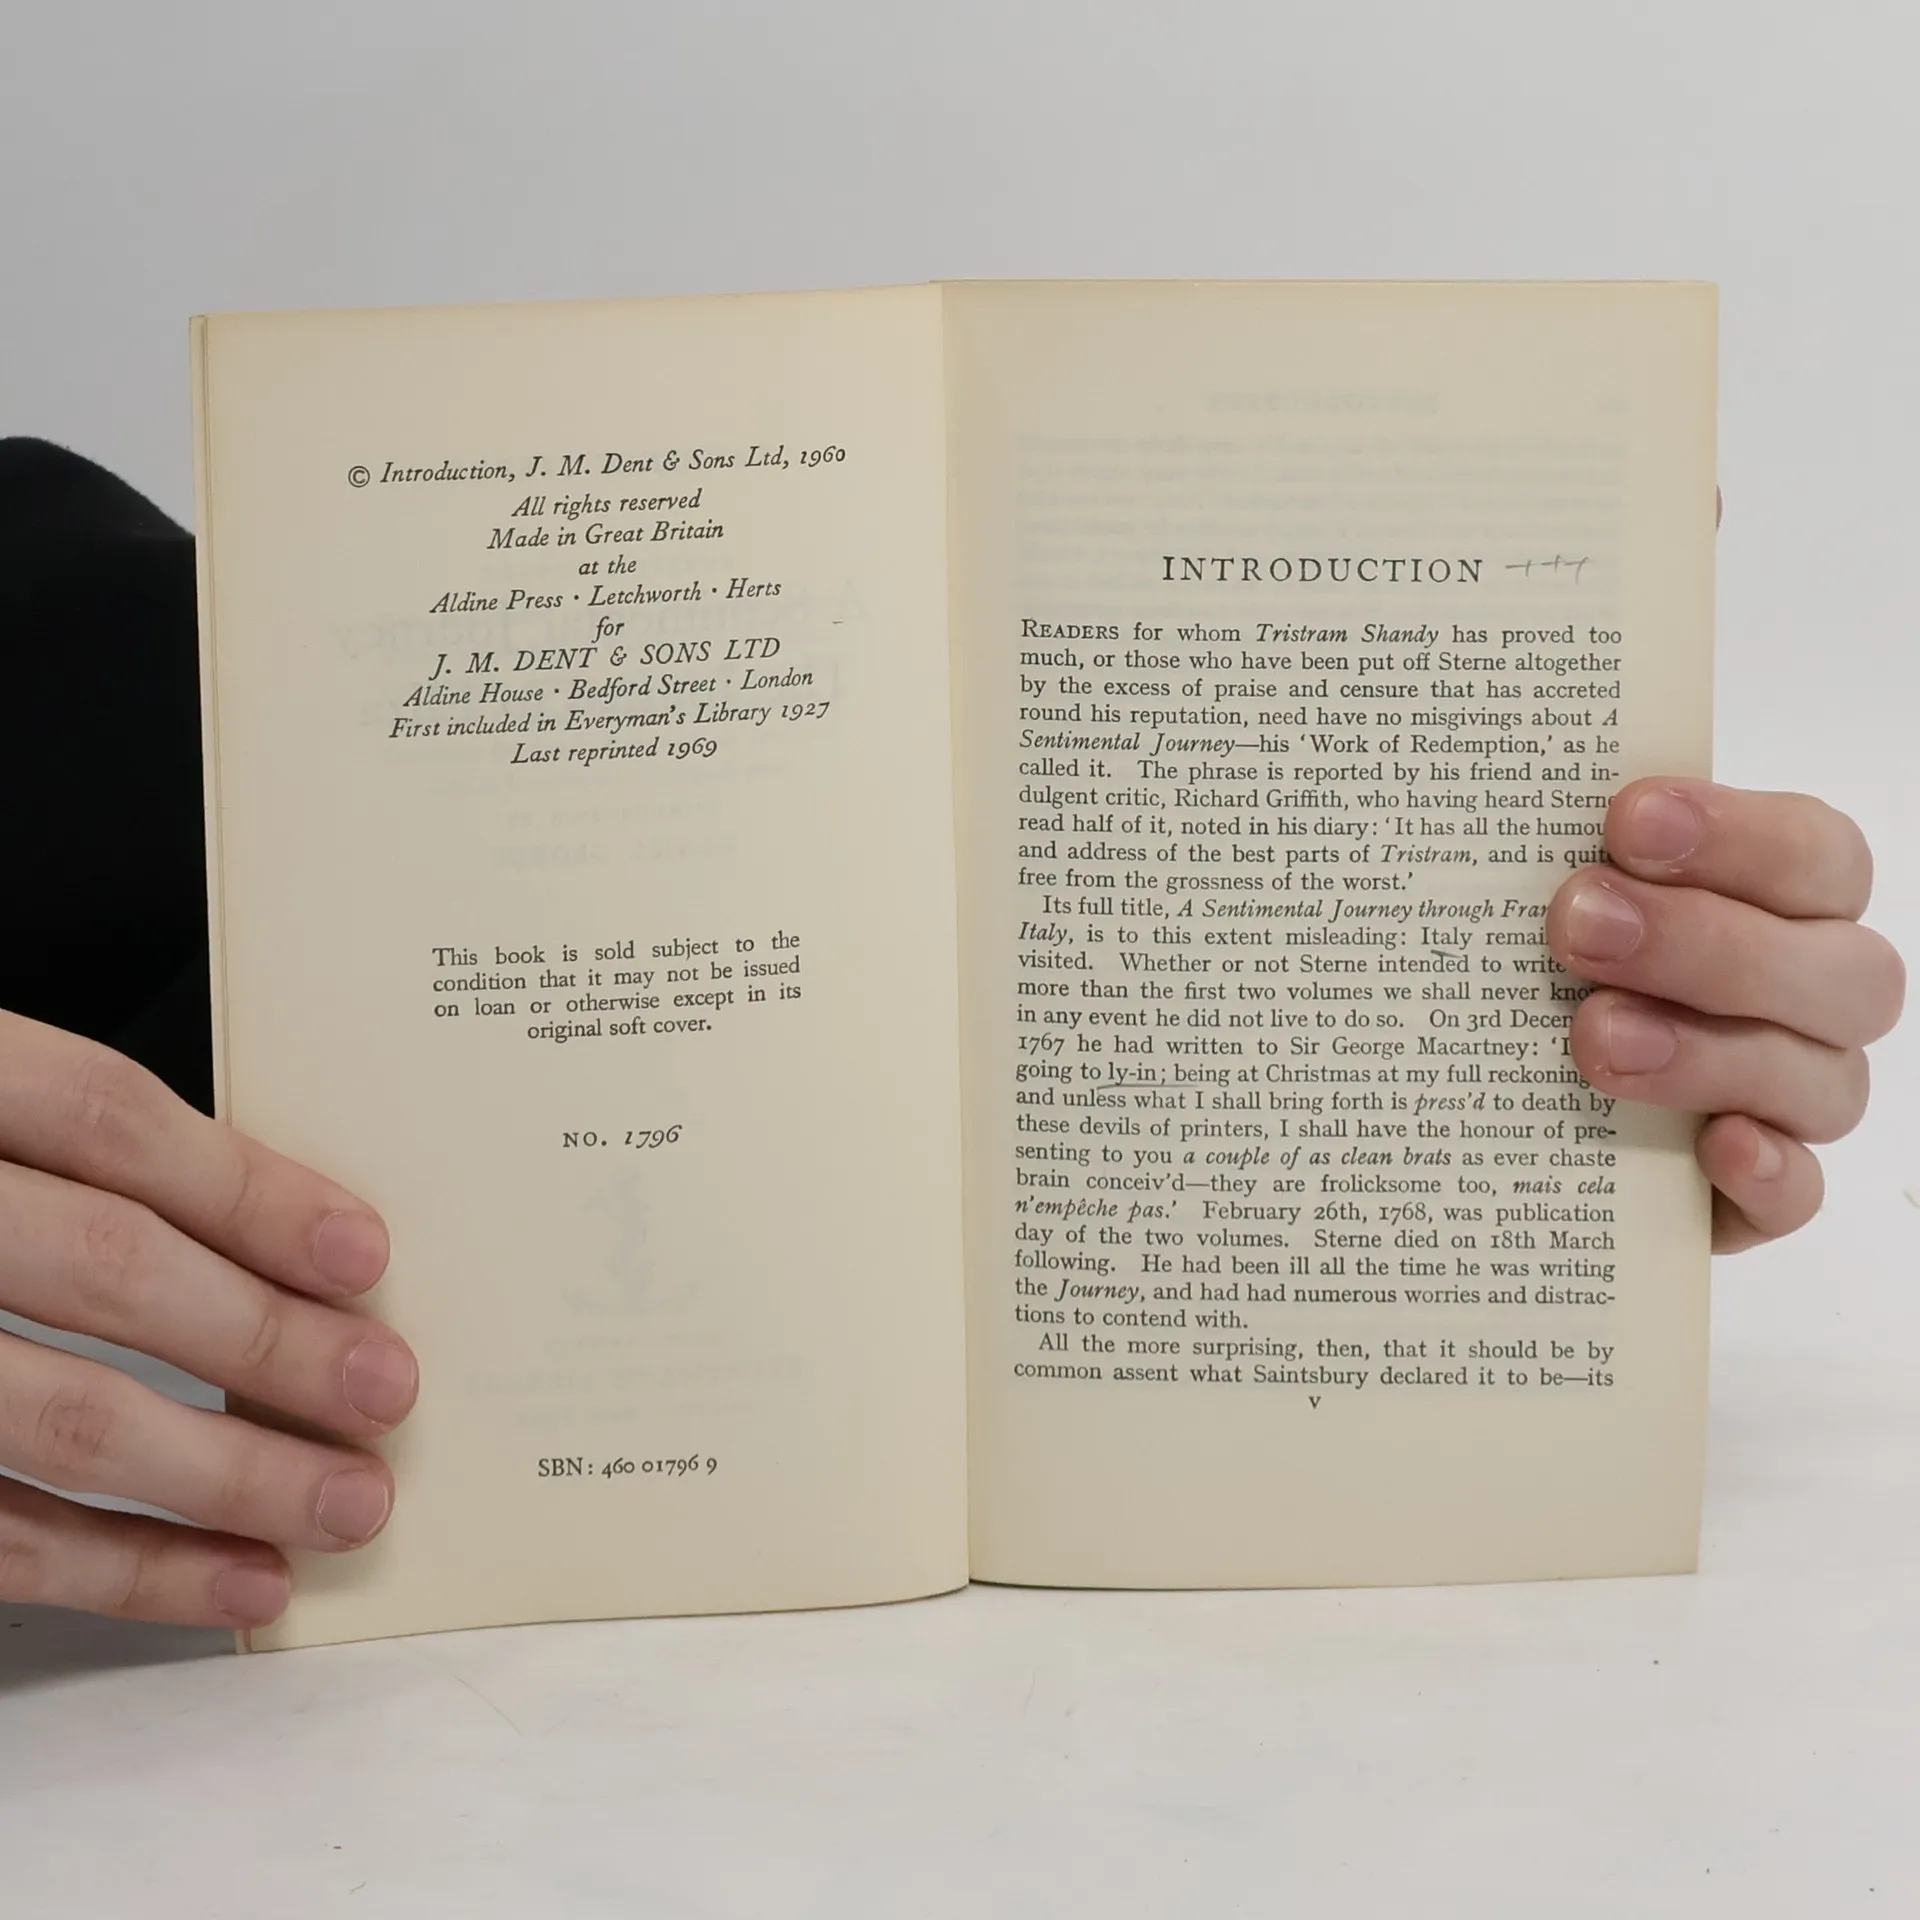 © Introduction, J. M. Dent & Sons Ltd, 1960
All rights reserved
Made in Great Britain
at the
Aldine Press · Letchworth · Herts
for
J. M. DENT & SONS LTD
Aldine House · Bedford Street · London
First included in Everyman's Library 1927
Last reprinted 1969
This book is sold subject to the
condition that it may not be issued
on loan or otherwise except in its
original soft cover.
NO. 1796
SBN: 460 01796 9
INTRODUCTION +++
READERS for whom Tristram Shandy has proved too
much, or those who have been put off Sterne altogether
by the excess of praise and censure that has accreted
round his reputation, need have no misgivings about A
Sentimental Journey—his 'Work of Redemption,' as he
called it. The phrase is reported by his friend and in-
dulgent critic, Richard Griffith, who having heard Sterne
read half of it, noted in his diary: 'It has all the humou
and address of the best parts of Tristram, and is quite
free from the grossness of the worst.'
Its full title, A Sentimental Journey through Fran
Italy, is to this extent misleading: Italy remai
visited. Whether or not Sterne intended to write
more than the first two volumes we shall never know
in any event he did not live to do so. On 3rd Decem
1767 he had written to Sir George Macartney: 'I
going to ly-in; being at Christmas at my full reckoning
and unless what I shall bring forth is press'd to death by
these devils of printers, I shall have the honour of pre-
senting to you a couple of as clean brats as ever chaste
brain conceiv'd—they are frolicksome too, mais cela
n'empêche pas.' February 26th, 1768, was publication
day of the two volumes. Sterne died on 18th March
following. He had been ill all the time he was writing
the Journey, and had had numerous worries and distrac-
tions to contend with.
All the more surprising, then, that it should be by
common assent what Saintsbury declared it to be—its
v